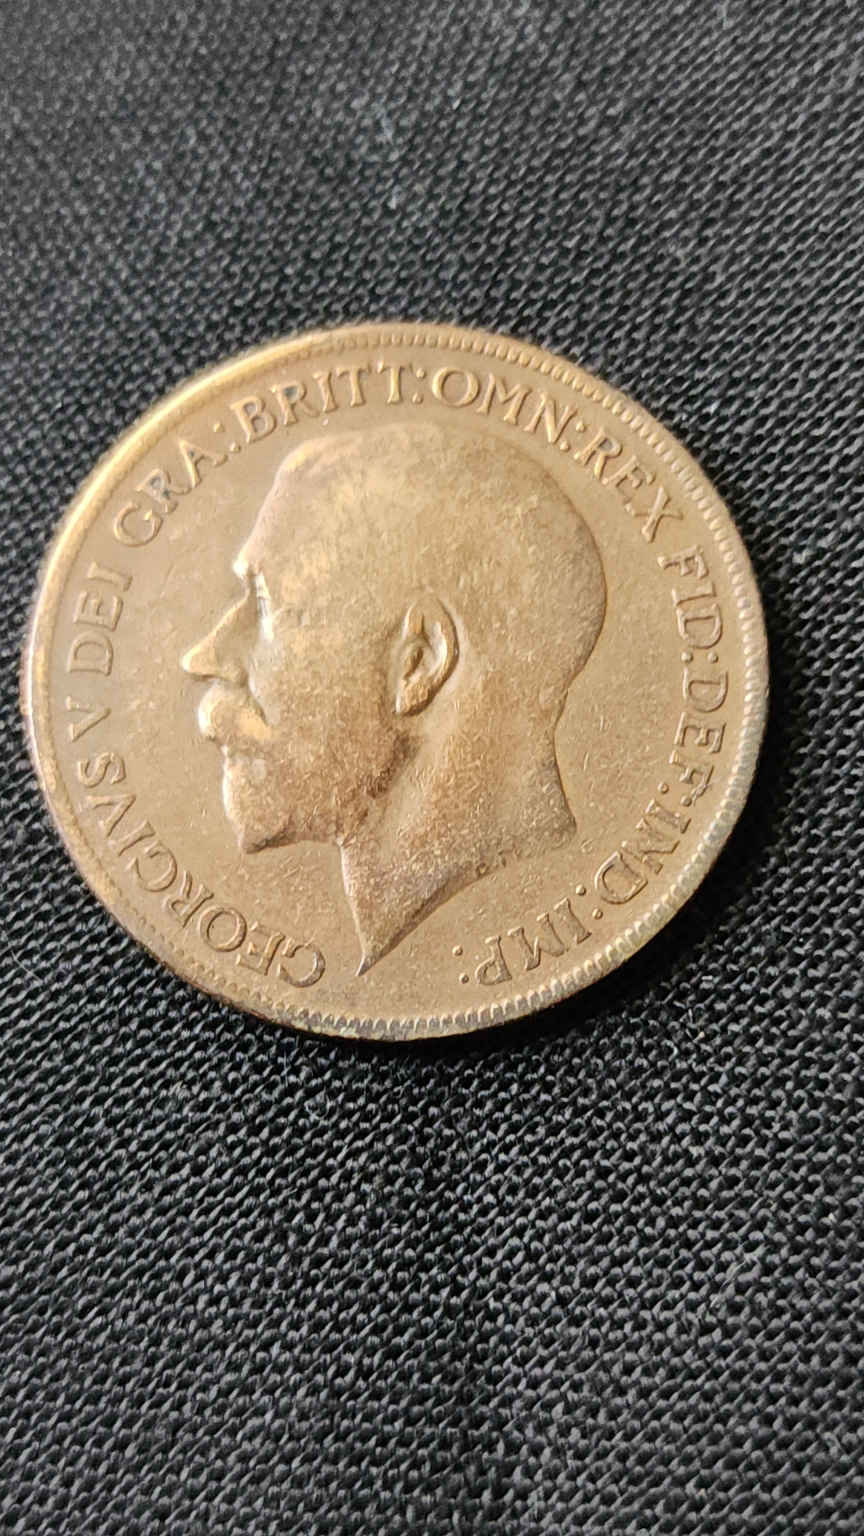 GEORGIVS V DEI GRA: BRITT: OMN: REX FID: DEF: IND: IMP: